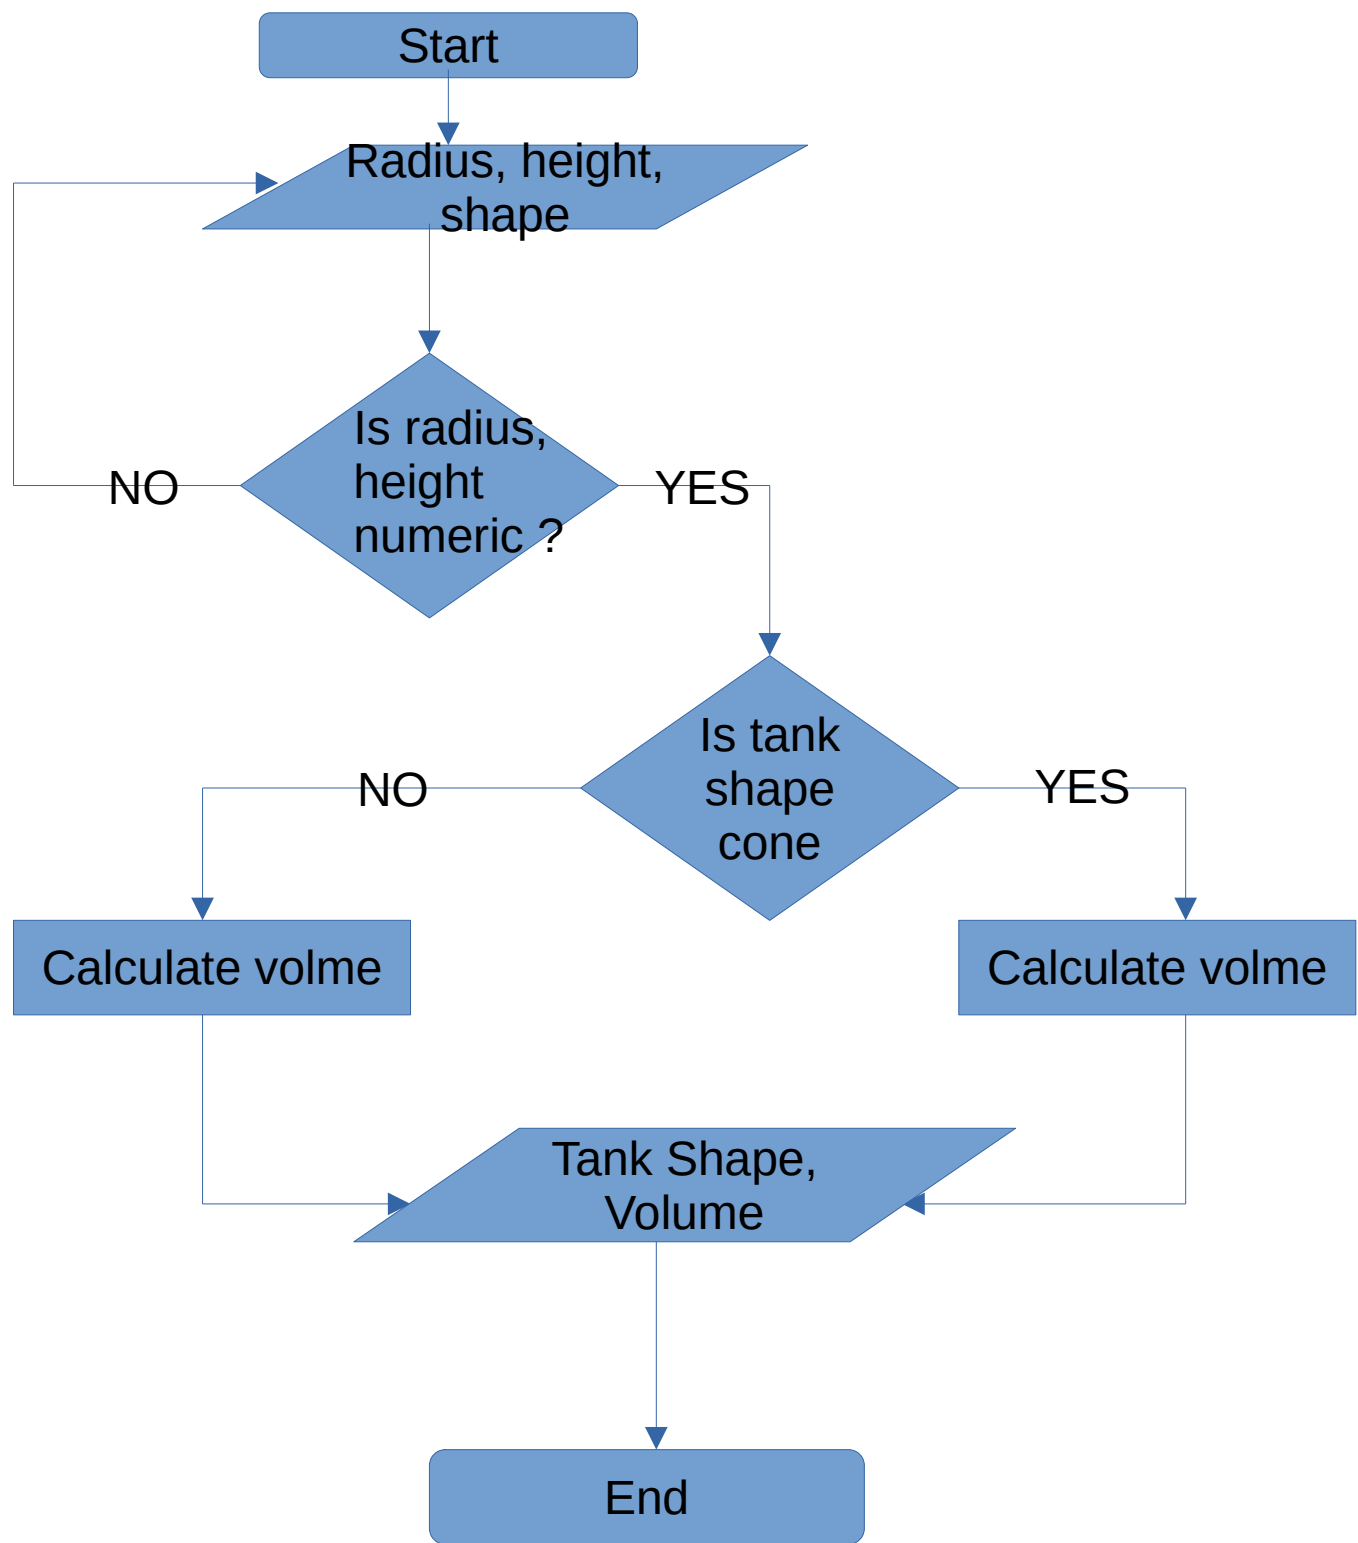 Start
Radius, height,
shape
Is radius,
height
numeric ?
NO
YES
Is tank
shape
cone
NO
YES
Calculate volme
Calculate volme
Tank Shape,
Volume
End